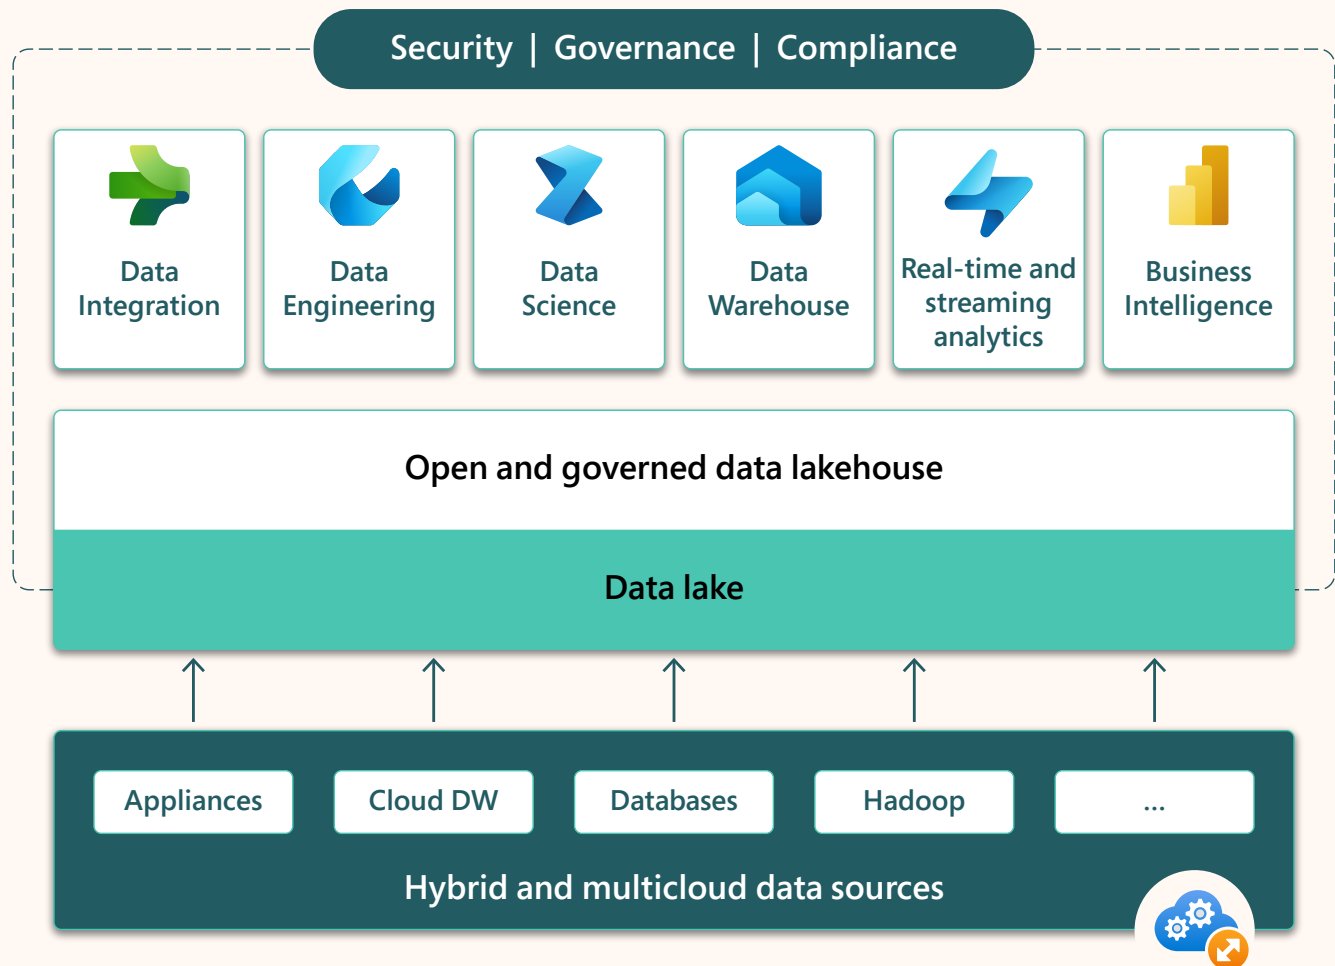 Security | Governance | Compliance
Data
Integration
Data
Engineering
Data
Science
Data
Warehouse
Real-time and
streaming
analytics
Business
Intelligence
Open and governed data lakehouse
Data lake
Appliances
Cloud DW
Databases
Hadoop
...
Hybrid and multicloud data sources